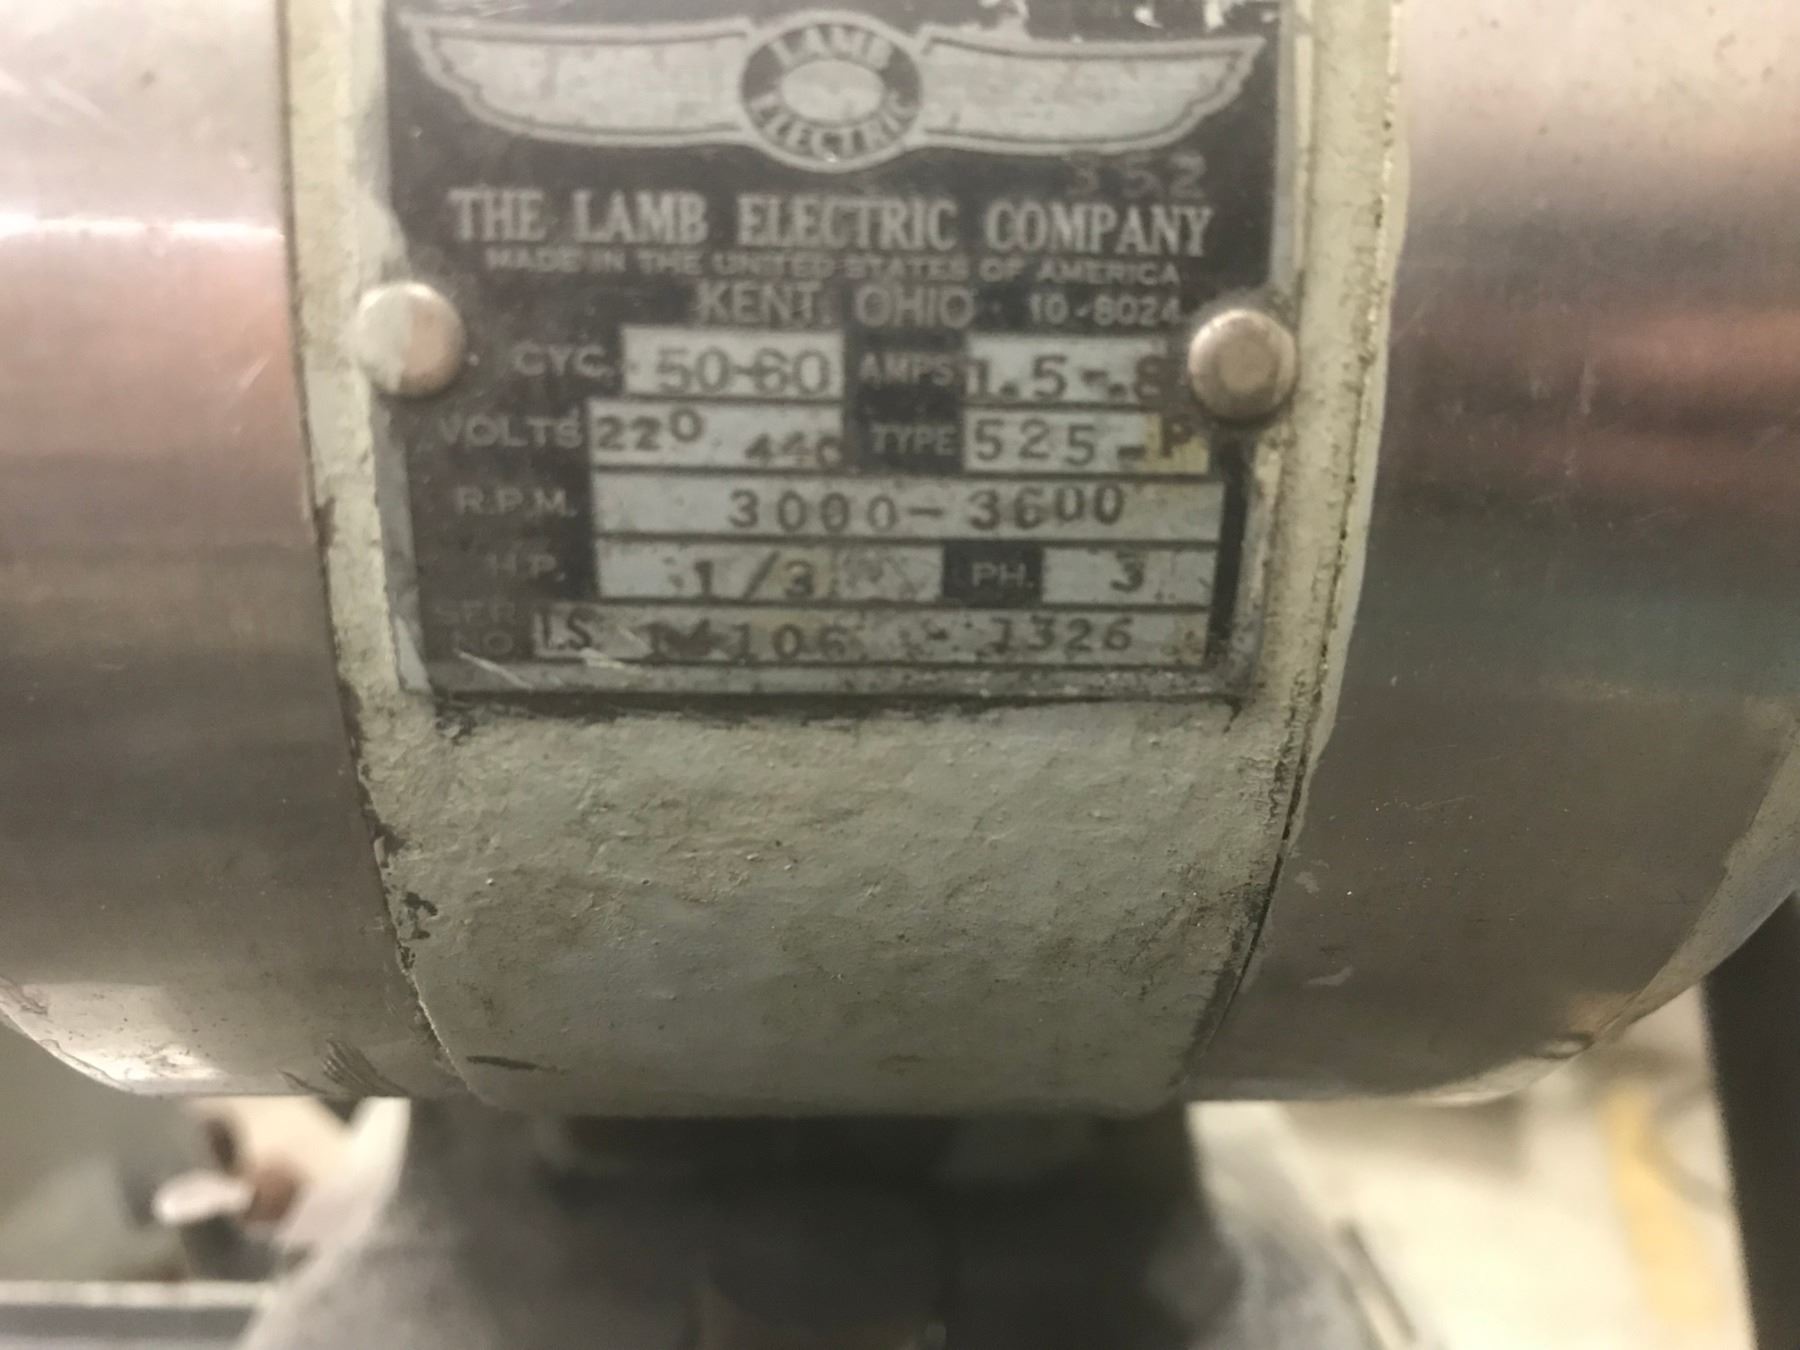 LAMB
ELECTRIC
352
THE LAMB ELECTRIC COMPANY
MADE IN THE UNITED STATES OF AMERICA
KENT, OHIO 10-8024
CYC. 50-60 AMPS 1.5-.8
VOLTS 220 440 TYPE 525-P
R.P.M. 3000-3600
H.P. 1/3 PH. 3
SER.
NO. LS - 1326